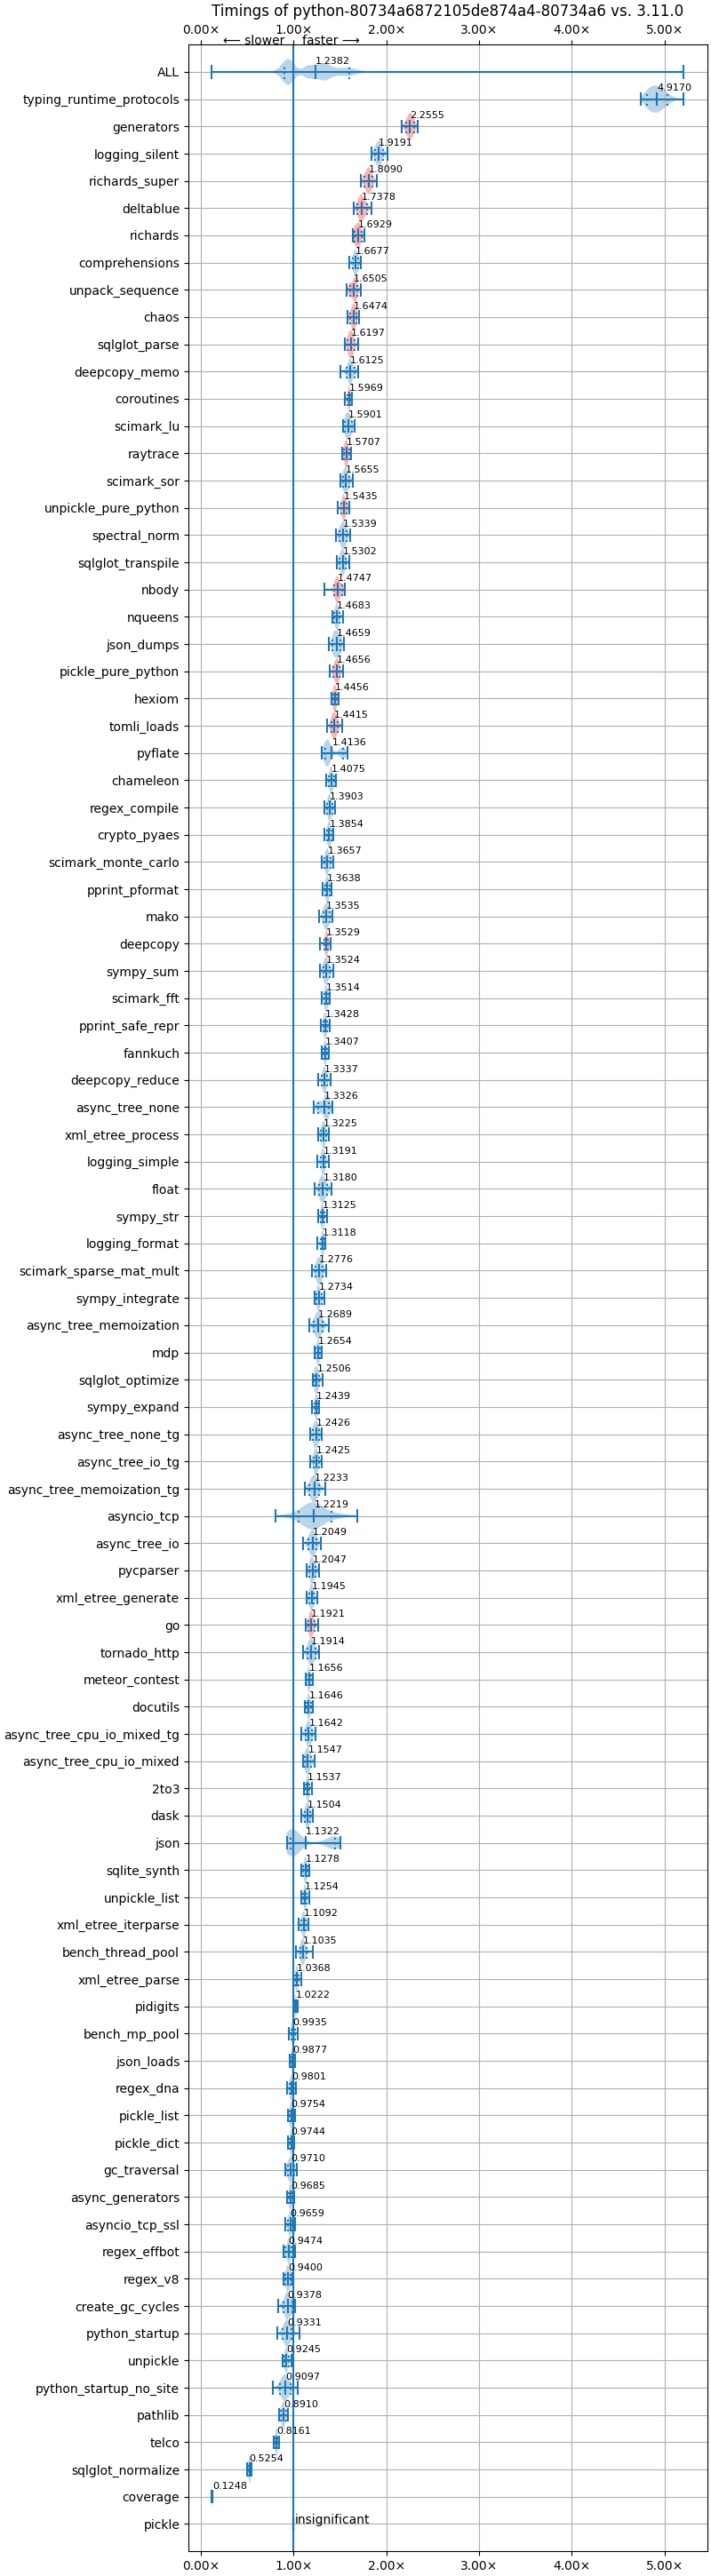 Timings of python-80734a6872105de874a4-80734a6 vs. 3.11.0
0.00× 1.00× 2.00× 3.00× 4.00× 5.00×
⟵ slower faster ⟶
ALL 1.2382
typing_runtime_protocols 4.9170
generators 2.2555
logging_silent 1.9191
richards_super 1.8090
deltablue 1.7378
richards 1.6929
comprehensions 1.6677
unpack_sequence 1.6505
chaos 1.6474
sqlglot_parse 1.6197
deepcopy_memo 1.6125
coroutines 1.5969
scimark_lu 1.5901
raytrace 1.5707
scimark_sor 1.5655
unpickle_pure_python 1.5435
spectral_norm 1.5339
sqlglot_transpile 1.5302
nbody 1.4747
nqueens 1.4683
json_dumps 1.4659
pickle_pure_python 1.4656
hexiom 1.4456
tomli_loads 1.4415
pyflate 1.4136
chameleon 1.4075
regex_compile 1.3903
crypto_pyaes 1.3854
scimark_monte_carlo 1.3657
pprint_pformat 1.3638
mako 1.3535
deepcopy 1.3529
sympy_sum 1.3524
scimark_fft 1.3514
pprint_safe_repr 1.3428
fannkuch 1.3407
deepcopy_reduce 1.3337
async_tree_none 1.3326
xml_etree_process 1.3225
logging_simple 1.3191
float 1.3180
sympy_str 1.3125
logging_format 1.3118
scimark_sparse_mat_mult 1.2776
sympy_integrate 1.2734
async_tree_memoization 1.2689
mdp 1.2654
sqlglot_optimize 1.2506
sympy_expand 1.2439
async_tree_none_tg 1.2426
async_tree_io_tg 1.2425
async_tree_memoization_tg 1.2233
asyncio_tcp 1.2219
async_tree_io 1.2049
pycparser 1.2047
xml_etree_generate 1.1945
go 1.1921
tornado_http 1.1914
meteor_contest 1.1656
docutils 1.1646
async_tree_cpu_io_mixed_tg 1.1642
async_tree_cpu_io_mixed 1.1547
2to3 1.1537
dask 1.1504
json 1.1322
sqlite_synth 1.1278
unpickle_list 1.1254
xml_etree_iterparse 1.1092
bench_thread_pool 1.1035
xml_etree_parse 1.0368
pidigits 1.0222
bench_mp_pool 0.9935
json_loads 0.9877
regex_dna 0.9801
pickle_list 0.9754
pickle_dict 0.9744
gc_traversal 0.9710
async_generators 0.9685
asyncio_tcp_ssl 0.9659
regex_effbot 0.9474
regex_v8 0.9400
create_gc_cycles 0.9378
python_startup 0.9331
unpickle 0.9245
python_startup_no_site 0.9097
pathlib 0.8910
telco 0.8161
sqlglot_normalize 0.5254
coverage 0.1248
pickle insignificant
0.00× 1.00× 2.00× 3.00× 4.00× 5.00×